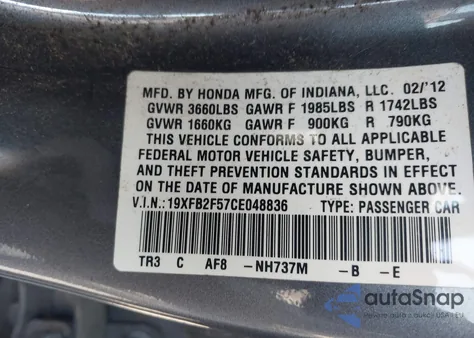 MFD. BY HONDA MFG. OF INDIANA, LLC. 02/'12
GVWR 3660LBS GAWR F 1985LBS R 1742LBS
GVWR 1660KG GAWR F 900KG R 790KG
THIS VEHICLE CONFORMS TO ALL APPLICABLE
FEDERAL MOTOR VEHICLE SAFETY, BUMPER,
AND THEFT PREVENTION STANDARDS IN EFFECT
ON THE DATE OF MANUFACTURE SHOWN ABOVE.
V.I.N.:19XFB2F57CE048836 TYPE: PASSENGER CAR
TR3 C AF8 -NH737M -B -E
autoSnap